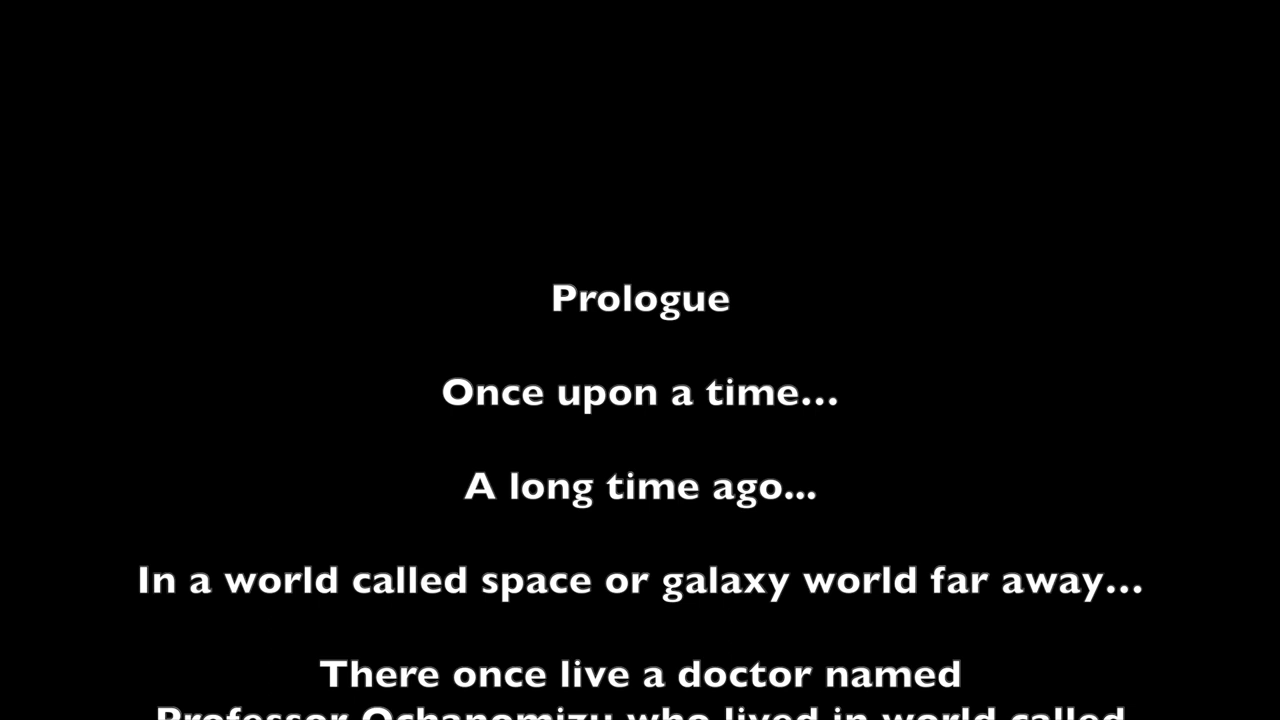 Prologue
Once upon a time…
A long time ago...
In a world called space or galaxy world far away…
There once live a doctor named
Professor Ochanomizu who lived in world called